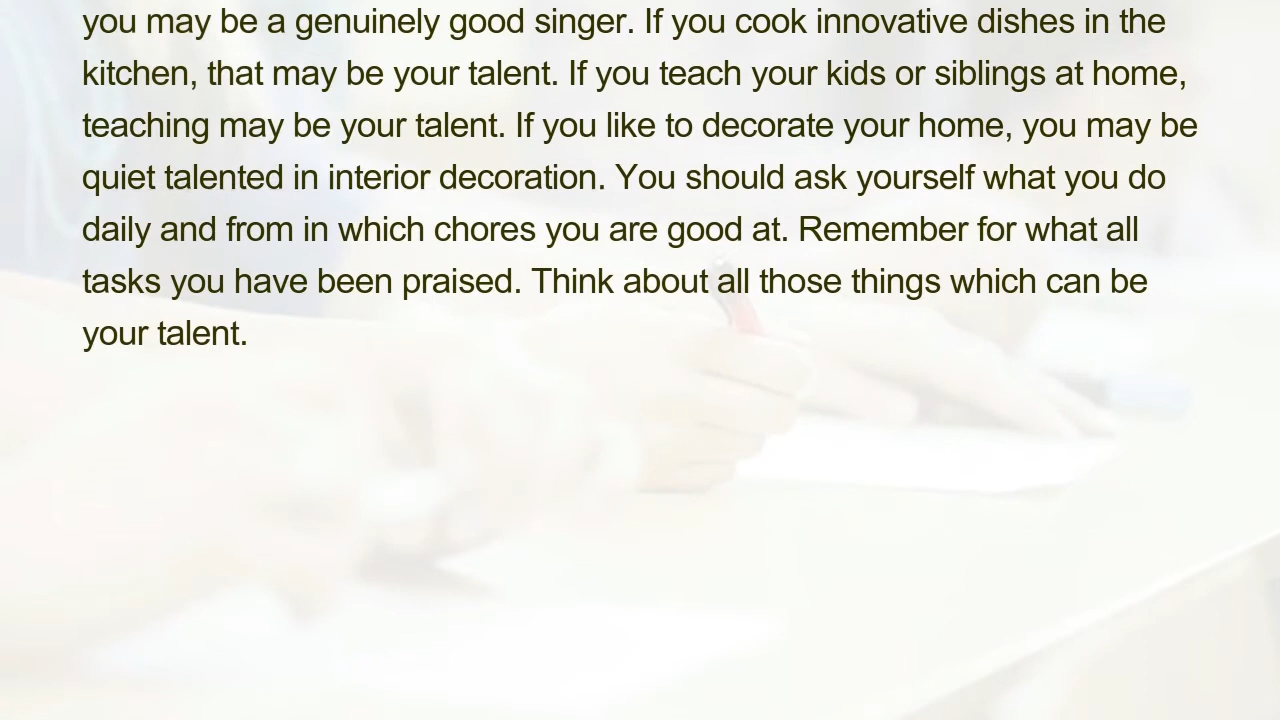 you may be a genuinely good singer. If you cook innovative dishes in the
kitchen, that may be your talent. If you teach your kids or siblings at home,
teaching may be your talent. If you like to decorate your home, you may be
quiet talented in interior decoration. You should ask yourself what you do
daily and from in which chores you are good at. Remember for what all
tasks you have been praised. Think about all those things which can be
your talent.